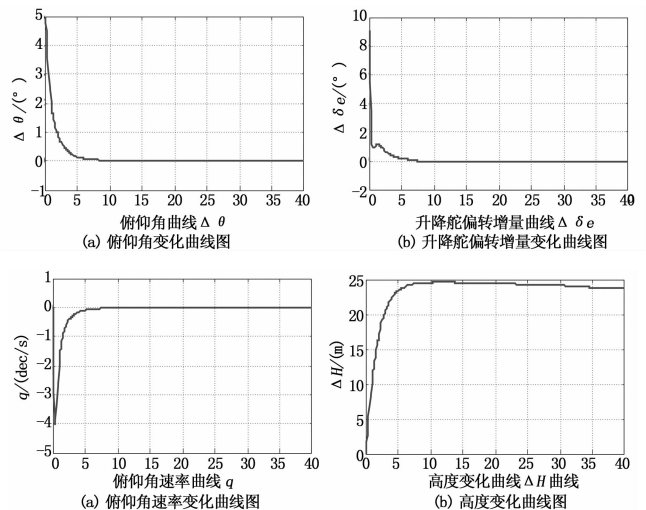 5
4
3
2
1
0
-1
Δ θ/(°)
0 5 10 15 20 25 30 35 40
俯仰角曲线Δ θ
(a) 俯仰角变化曲线图
10
8
6
4
2
0
-2
Δ δe/(°)
0 5 10 15 20 25 30 35 40
升降舵偏转增量曲线Δ δe
(b) 升降舵偏转增量变化曲线图
1
0
-1
-2
-3
-4
-5
q/(dec/s)
0 5 10 15 20 25 30 35 40
俯仰角速率曲线q
(a) 俯仰角速率变化曲线图
25
20
15
10
5
0
ΔH/(m)
0 5 10 15 20 25 30 35 40
高度变化曲线ΔH曲线
(b) 高度变化曲线图